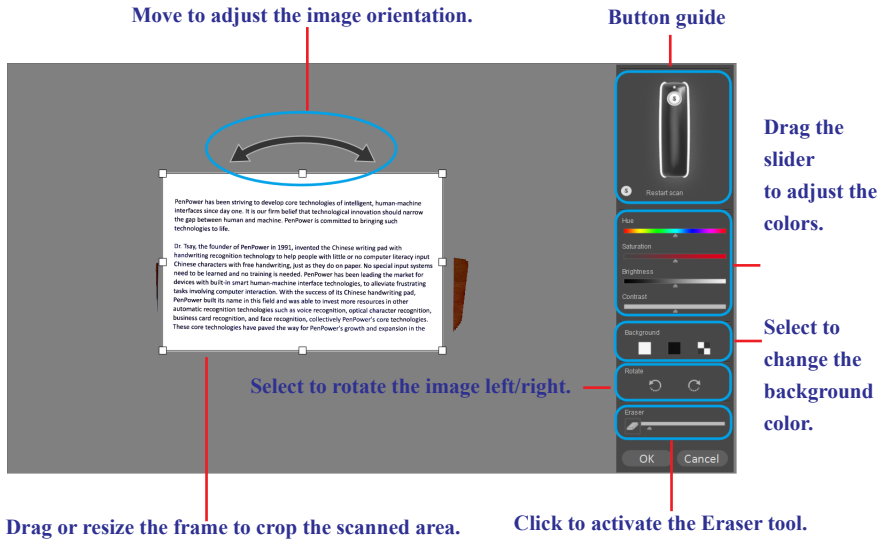 Move to adjust the image orientation.
Button guide
PenPower has been striving to develop core technologies of intelligent, human-machine
interfaces since day one. It is our firm belief that technological innovation should narrow
the gap between human and machine. PenPower is committed to bringing such
technologies to life.
Dr. Tsay, the founder of PenPower in 1991, invented the Chinese writing pad with
handwriting recognition technology to help people with little or no computer literacy input
Chinese characters with free handwriting, just as they do on paper. No special input systems
need to be learned and no training is needed. PenPower has been leading the market for
devices with built-in smart human-machine interface technologies, to alleviate frustrating
tasks involving computer interaction. With the success of its Chinese handwriting pad,
PenPower built its name in this field and was able to invest more resources in other
automatic recognition technologies such as voice recognition, optical character recognition,
business card recognition, and face recognition, collectively PenPower's core technologies.
These core technologies have paved the way for PenPower's growth and expansion in the
S
S Restart scan
Hue
Saturation
Brightness
Contrast
Background
Rotate
Eraser
OK Cancel
Drag the
slider
to adjust the
colors.
Select to
change the
background
color.
Select to rotate the image left/right.
Drag or resize the frame to crop the scanned area.
Click to activate the Eraser tool.